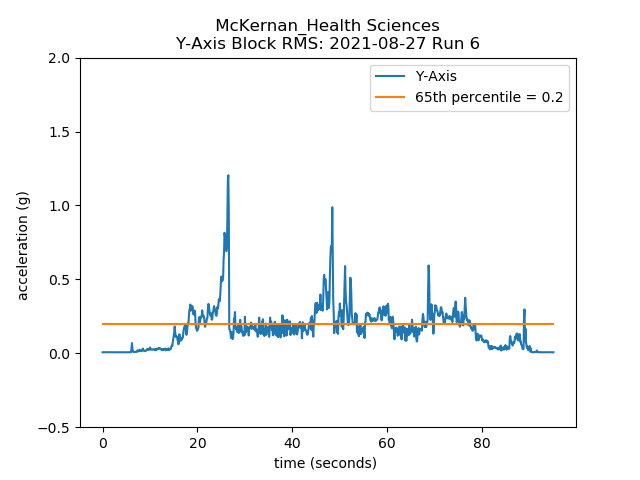 McKernan_Health Sciences
Y-Axis Block RMS: 2021-08-27 Run 6
2.0
Y-Axis
65th percentile = 0.2
1.5
1.0
0.5
0.0
−0.5
acceleration (g)
0 20 40 60 80
time (seconds)